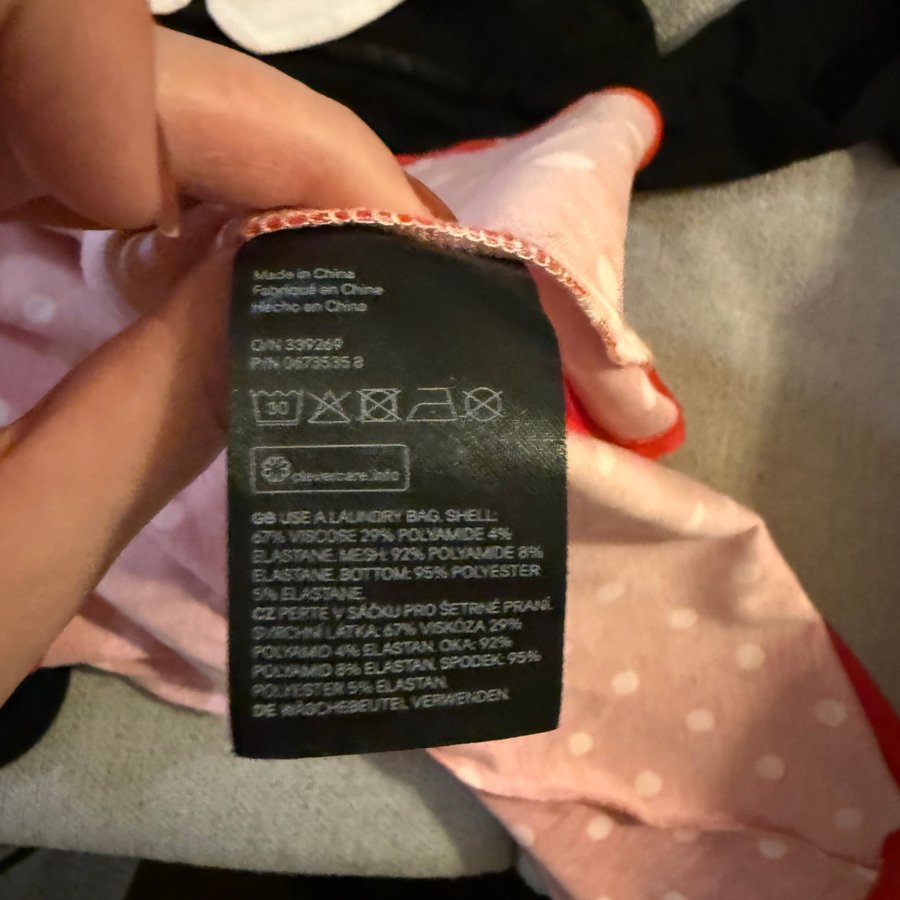 Made in China
Fabriqué en China
Hecho en China
O/N 339269
P/N 0673535 8
30
clevercare.info
GB USE A LAUNDRY BAG. SHELL:
67% VISCOSE 29% POLYAMIDE 4%
ELASTANE. MESH: 92% POLYAMIDE 8%
ELASTANE. BOTTOM: 95% POLYESTER
5% ELASTANE.
CZ PERTE V SÁČKU PRO ŠETRNÉ PRANÍ.
SVRCHNÍ LÁTKA: 67% VISKÓZA 29%
POLYAMID 4% ELASTAN. OKA: 92%
POLYAMID 8% ELASTAN. SPODEK: 95%
POLYESTER 5% ELASTAN.
DE WÄSCHEBEUTEL VERWENDEN.